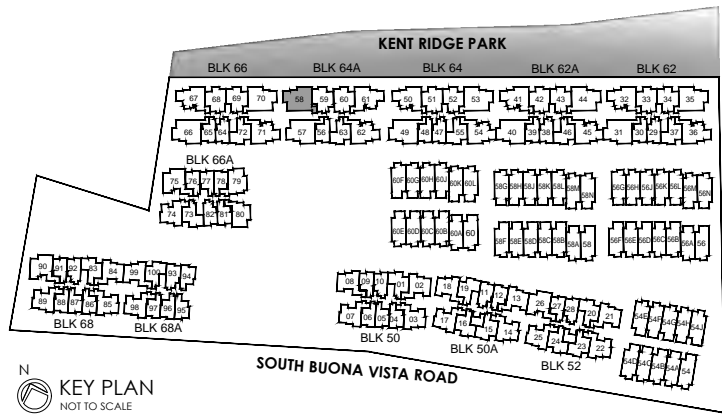 KENT RIDGE PARK
BLK 66 BLK 64A BLK 64 BLK 62A BLK 62
67 68 69 70 58 59 60 61 50 51 52 53 41 42 43 44 32 33 34 35
66 65 64 72 71 57 56 63 62 49 48 47 55 54 40 39 38 46 45 31 30 29 37 36
BLK 66A
75 76 77 78 79 60F 60G 60H 60J 60K 60L 58G 58H 58J 58K 58L 58M 58N 56G 56H 56J 56K 56L 56M 56N
74 73 82 81 80 60E 60D 60C 60B 60A 60 58F 58E 58D 58C 58B 58A 58 56F 56E 56D 56C 56B 56A 56
90 91 92 83 84 99 100 93 94 08 09 10 01 02 18 19 11 12 13 26 27 28 20 21 54E 54F 54G 54H 54J
89 88 87 86 85 98 97 96 95 07 06 05 04 03 17 16 15 14 25 24 23 22 54D 54C 54B 54A 54
BLK 68 BLK 68A BLK 50 BLK 50A BLK 52
SOUTH BUONA VISTA ROAD
N
KEY PLAN
NOT TO SCALE